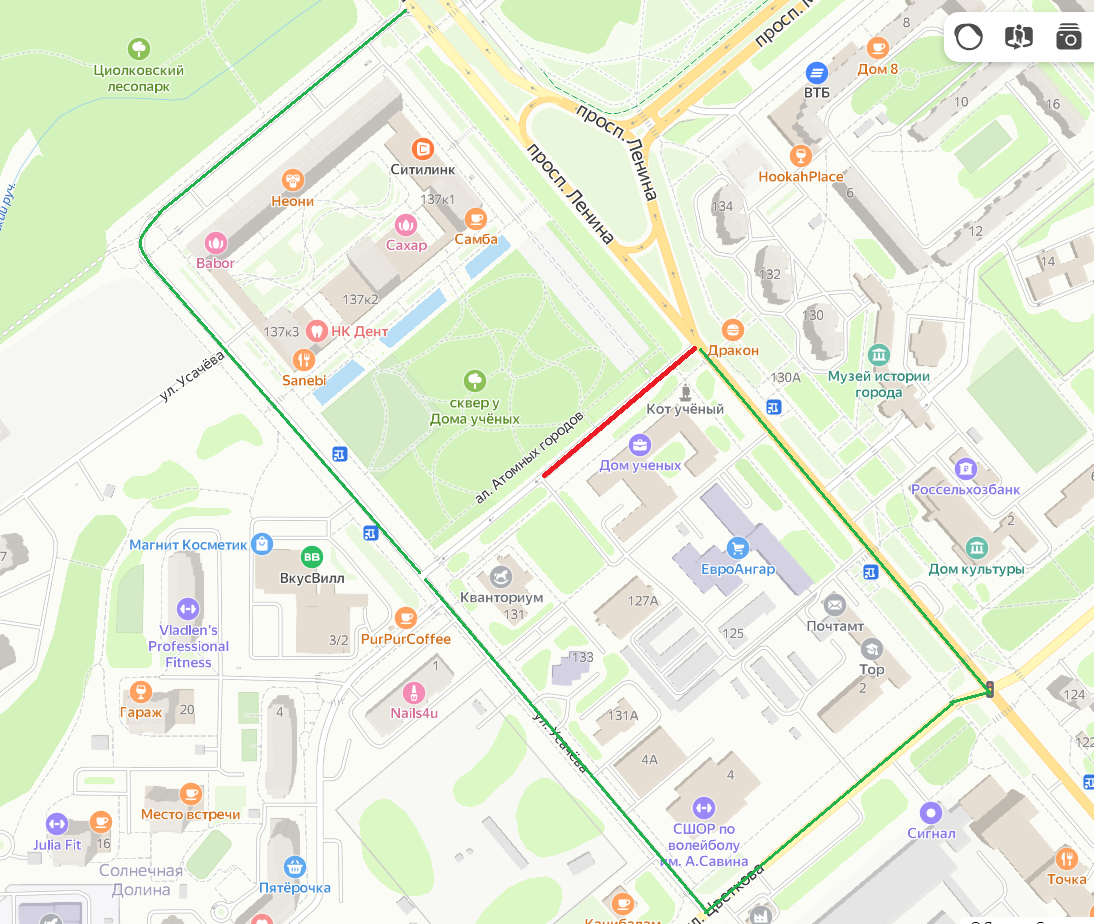 просп. Ленина
просп. Ленина
8
Дом 8
ВТБ
10
16
Циолковский
лесопарк
Ситилинк
HookahPlace
Неони
137к1
134
6
Сахар
Самба
Babor
12
132
14
137к2
137к3
НК Дент
130
Дракон
ул. Усачёва
Sanebi
130А
Музей истории
города
сквер у
Дома учёных
Кот учёный
ал. Атомных городов
Дом ученых
Россельхозбанк
2
Магнит Косметик
ВкусВилл
ЕвроАнгар
Дом культуры
7
Кванториум
131
127А
Почтамт
125
Vladlen's
Professional
Fitness
3/2
PurPurCoffee
133
Тор
2
1
124
Гараж
20
4
Nails4u
131А
ул. Усачёва
4А
4
122
Место встречи
СШОР по
волейболу
им. А.Савина
Сигнал
Julia Fit
16
Солнечная
Долина
Пятёрочка
Точка
ул. Цветкова